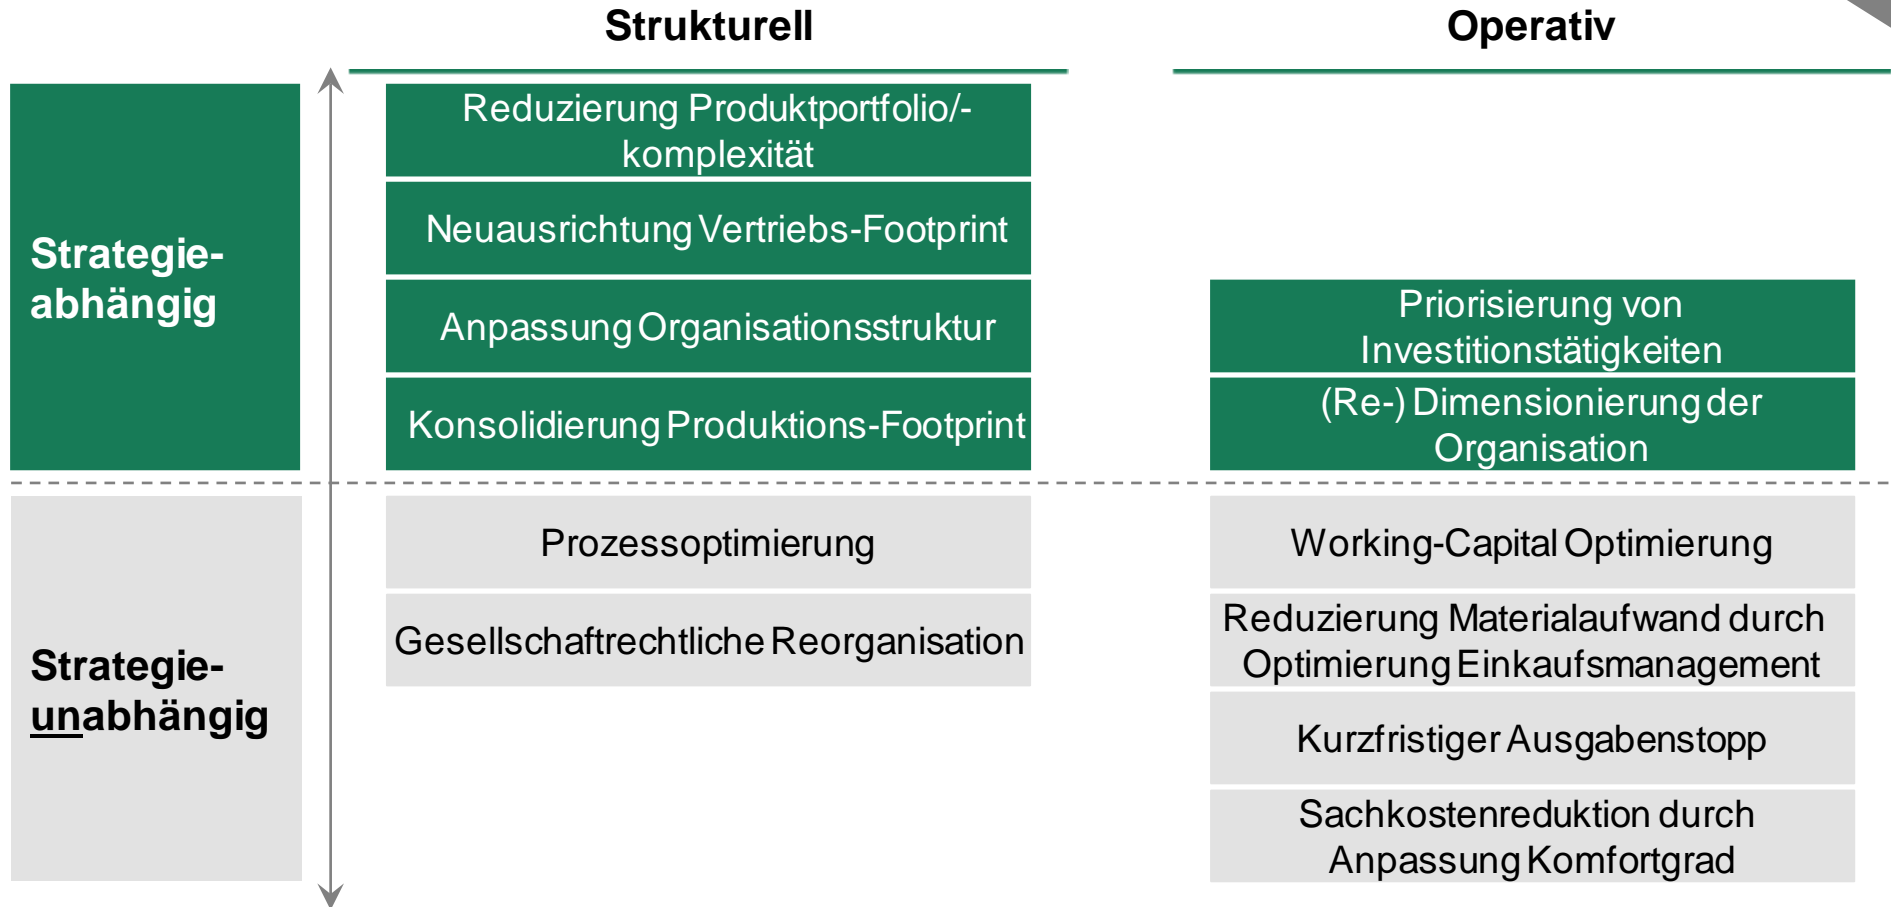 Strukturell
Operativ
Strategie-
abhängig
Reduzierung Produktportfolio/-
komplexität
Neuausrichtung Vertriebs-Footprint
Anpassung Organisationsstruktur
Konsolidierung Produktions-Footprint
Priorisierung von
Investitionstätigkeiten
(Re-) Dimensionierung der
Organisation
Strategie-
unabhängig
Prozessoptimierung
Gesellschaftrechtliche Reorganisation
Working-Capital Optimierung
Reduzierung Materialaufwand durch
Optimierung Einkaufsmanagement
Kurzfristiger Ausgabenstopp
Sachkostenreduktion durch
Anpassung Komfortgrad